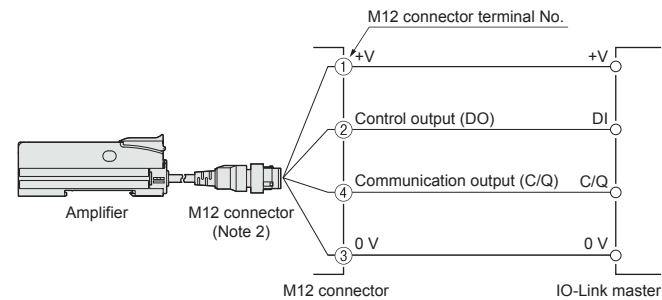 M12 connector terminal No.
1 +V +V
2 Control output (DO) DI
4 Communication output (C/Q) C/Q
3 0 V 0 V
Amplifier
M12 connector
(Note 2)
M12 connector
IO-Link master